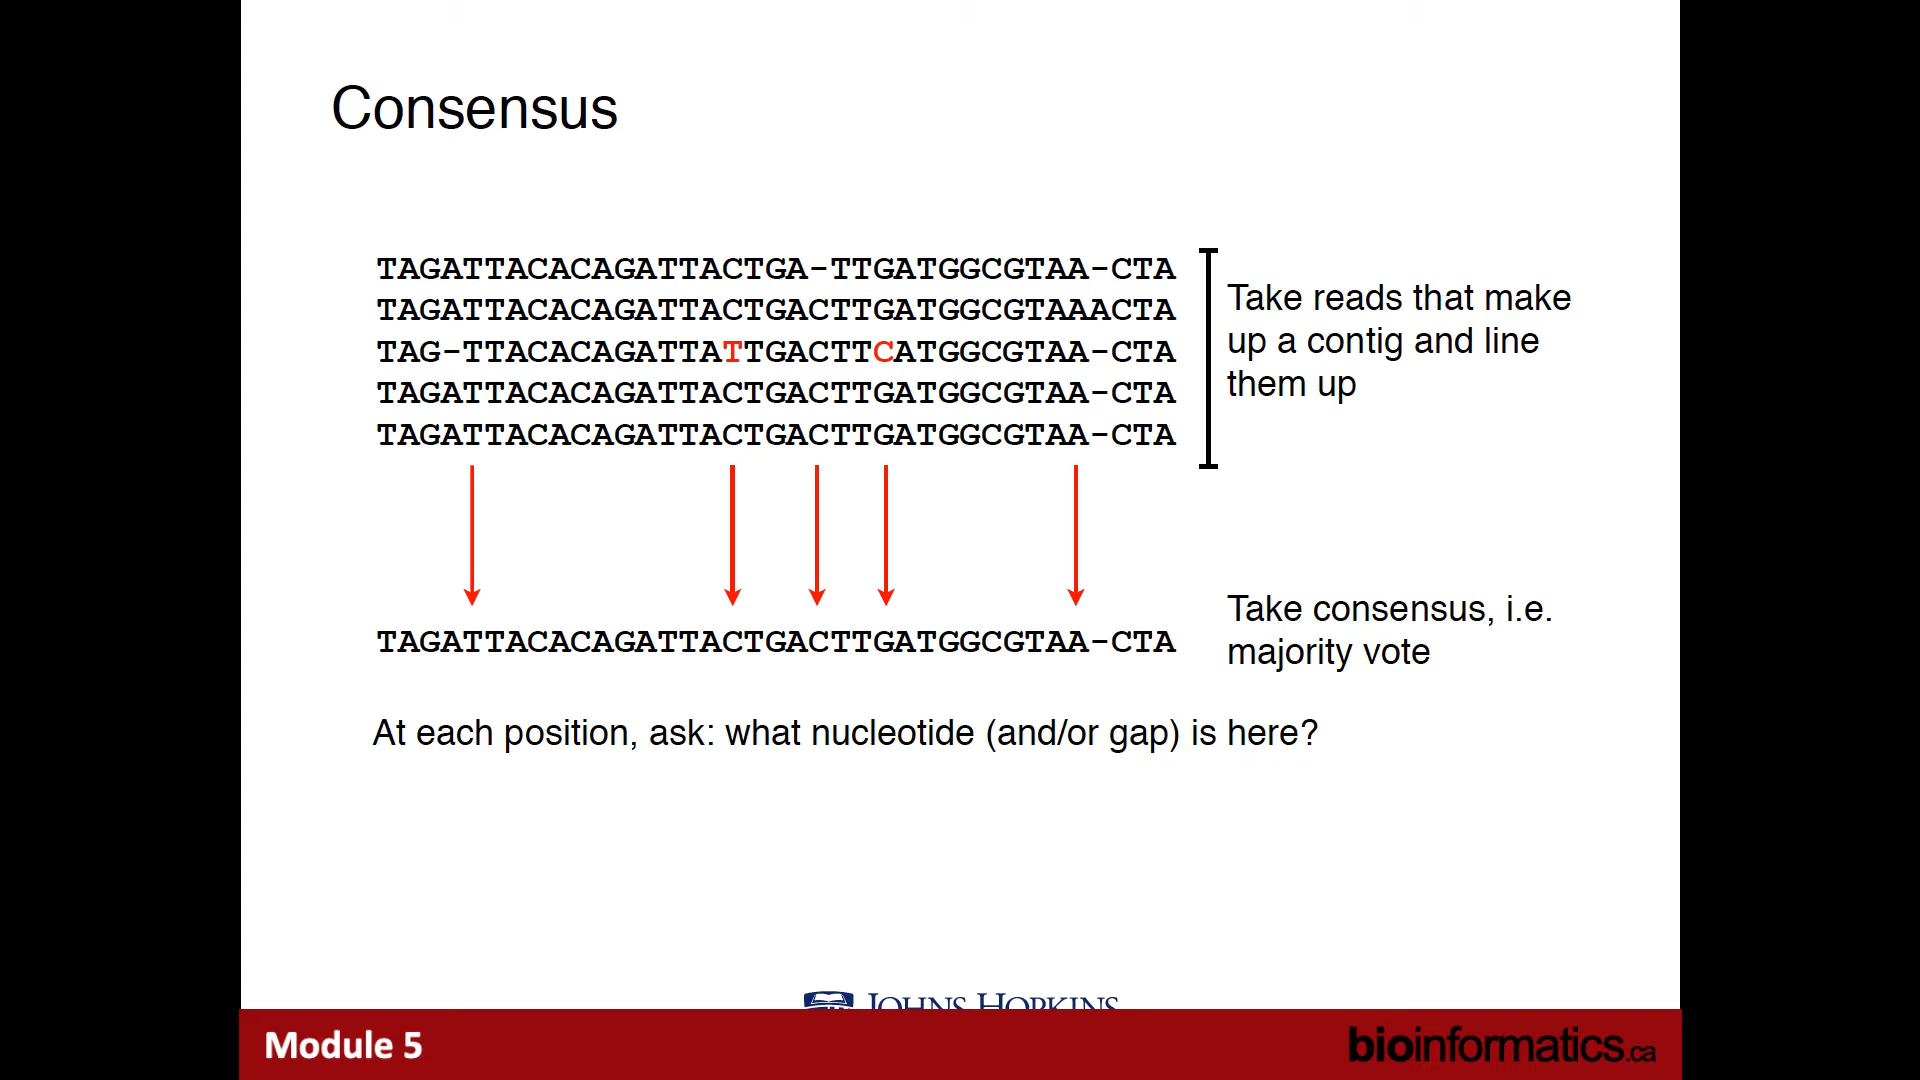 Consensus
TAGATTACACAGATTACTGA-TTGATGGCGTAA-CTA
TAGATTACACAGATTACTGACTTGATGGCGTAAACTA
TAG-TTACACAGATTATTGACTTCATGGCGTAA-CTA
TAGATTACACAGATTACTGACTTGATGGCGTAA-CTA
TAGATTACACAGATTACTGACTTGATGGCGTAA-CTA
Take reads that make
up a contig and line
them up
TAGATTACACAGATTACTGACTTGATGGCGTAA-CTA
Take consensus, i.e.
majority vote
At each position, ask: what nucleotide (and/or gap) is here?
JOHNS HOPKINS
Module 5
bioinformatics.ca